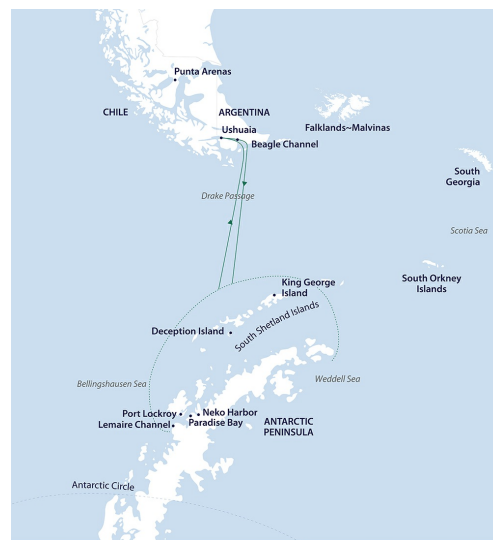 Punta Arenas
CHILE
ARGENTINA
Ushuaia
Falklands~Malvinas
Beagle Channel
South
Georgia
Drake Passage
Scotia Sea
King George
Island
South Orkney
Islands
South Shetland Islands
Deception Island
Weddell Sea
Bellingshausen Sea
Port Lockroy
Neko Harbor
Lemaire Channel
Paradise Bay
ANTARCTIC
PENINSULA
Antarctic Circle